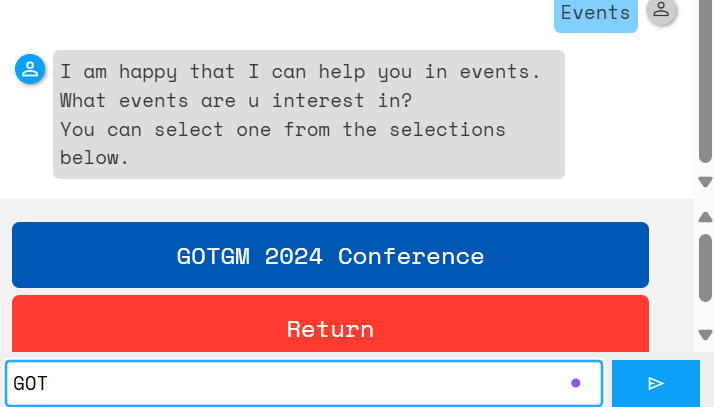 Events
I am happy that I can help you in events.
What events are u interest in?
You can select one from the selections
below.
GOTGM 2024 Conference
Return
GOT